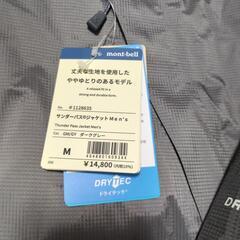 mont-bell
丈夫な生地を使用した
ややゆとりのあるモデル
A relaxed fit in a
strong and durable form.
No. #1128635
サンダーパス®ジャケット Men's
Thunder Pass Jacket Men's
GM/GY ダークグレー
M
¥14,800
DRYTEC
ドライテック®